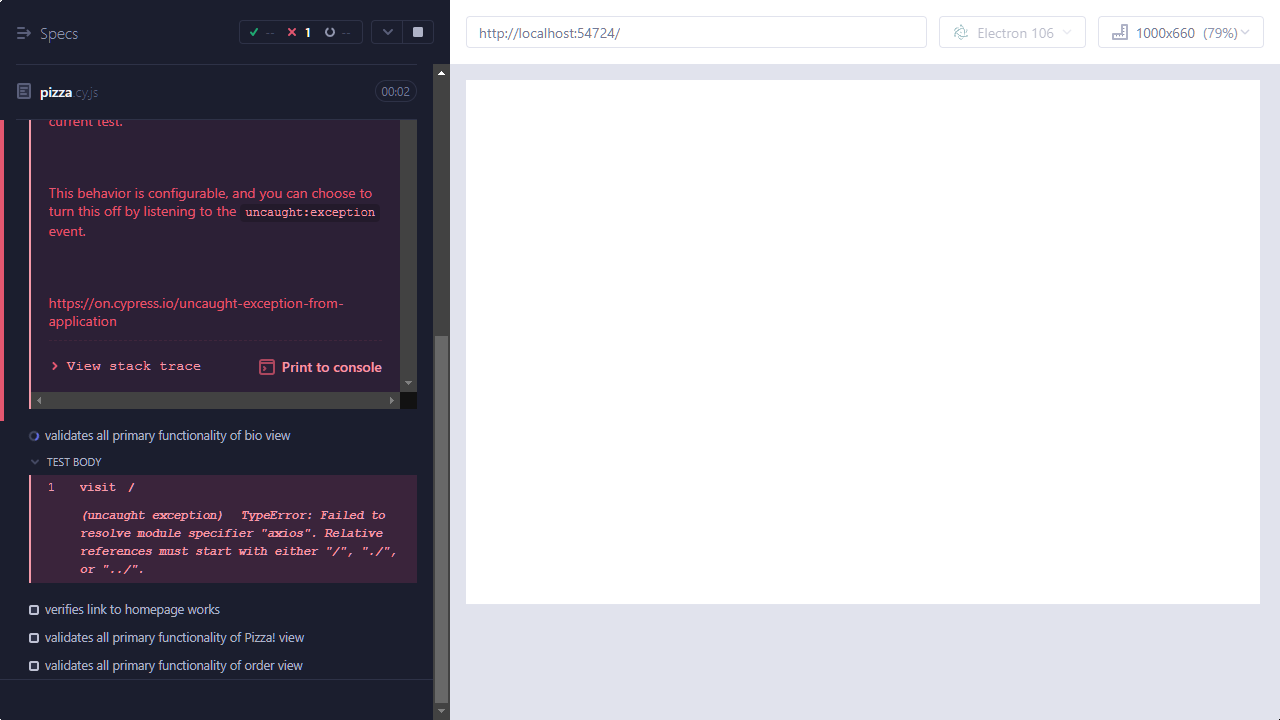 Specs
-- 1 --
http://localhost:54724/
Electron 106
1000x660 (79%)
pizza.cy.js
00:02
current test.
This behavior is configurable, and you can choose to
turn this off by listening to the uncaught:exception
event.
https://on.cypress.io/uncaught-exception-from-
application
View stack trace
Print to console
validates all primary functionality of bio view
TEST BODY
1 visit /
(uncaught exception) TypeError: Failed to
resolve module specifier "axios". Relative
references must start with either "/", "./",
or "../".
verifies link to homepage works
validates all primary functionality of Pizza! view
validates all primary functionality of order view